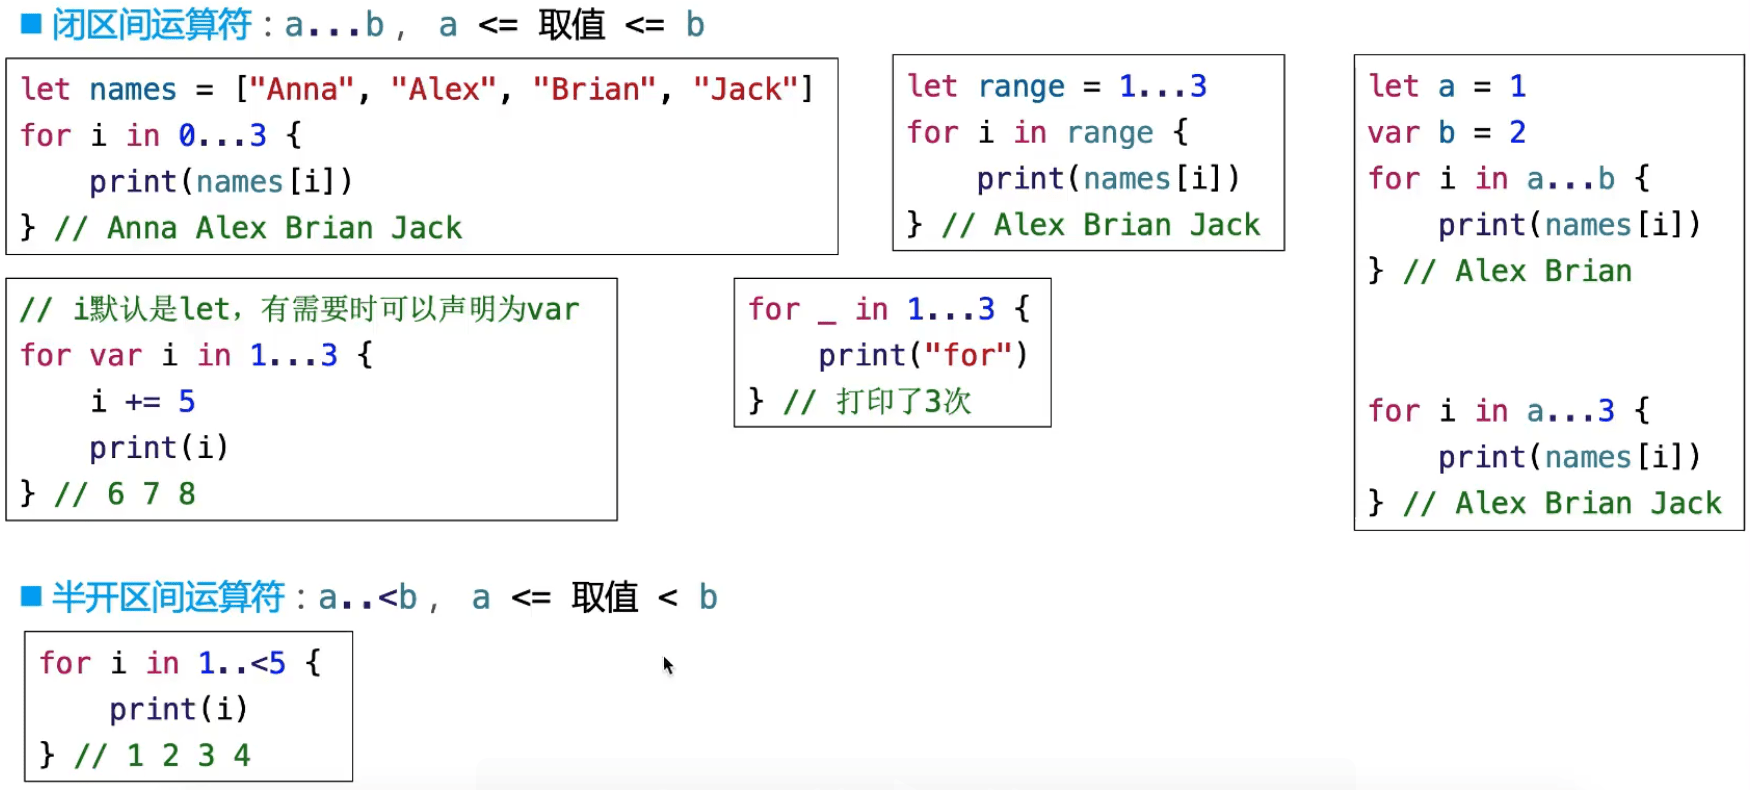 ■ 闭区间运算符：a...b， a <= 取值 <= b
let names = ["Anna", "Alex", "Brian", "Jack"]
for i in 0...3 {
    print(names[i])
} // Anna Alex Brian Jack
let range = 1...3
for i in range {
    print(names[i])
} // Alex Brian Jack
let a = 1
var b = 2
for i in a...b {
    print(names[i])
} // Alex Brian
for i in a...3 {
    print(names[i])
} // Alex Brian Jack
// i默认是let，有需要时可以声明为var
for var i in 1...3 {
    i += 5
    print(i)
} // 6 7 8
for _ in 1...3 {
    print("for")
} // 打印了3次
■ 半开区间运算符：a..<b， a <= 取值 < b
for i in 1..<5 {
    print(i)
} // 1 2 3 4